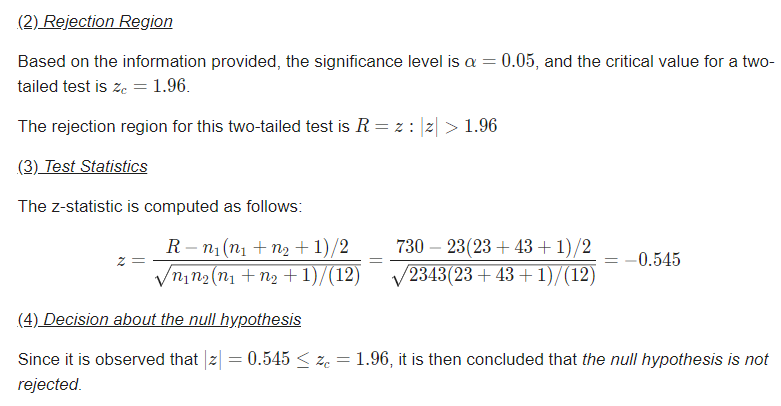 (2) Rejection Region
Based on the information provided, the significance level is α = 0.05, and the critical value for a two-
tailed test is z_c = 1.96.
The rejection region for this two-tailed test is R = z : |z| > 1.96
(3) Test Statistics
The z-statistic is computed as follows:
z = \frac{R − n_1(n_1 + n_2 + 1)/2}{\sqrt{n_1n_2(n_1 + n_2 + 1)/(12)}} = \frac{730 − 23(23 + 43 + 1)/2}{\sqrt{2343(23 + 43 + 1)/(12)}} = −0.545
(4) Decision about the null hypothesis
Since it is observed that |z| = 0.545 ≤ z_c = 1.96, it is then concluded that the null hypothesis is not
rejected.